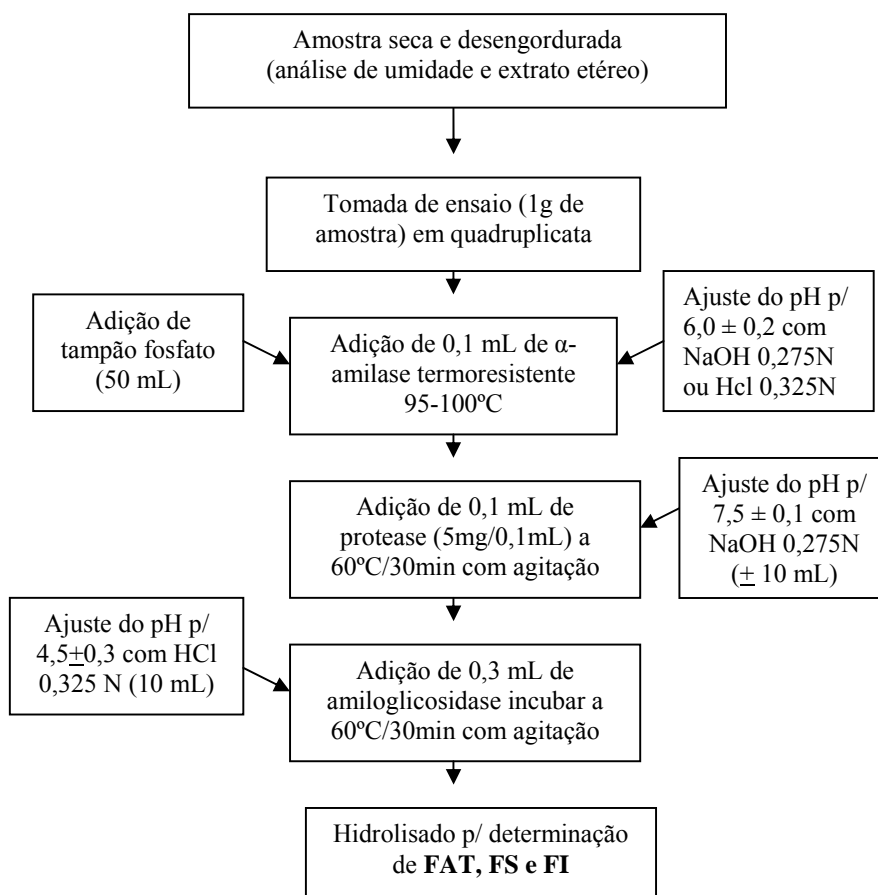 Amostra seca e desengordurada
(análise de umidade e extrato etéreo)
Tomada de ensaio (1g de
amostra) em quadruplicata
Adição de
tampão fosfato
(50 mL)
Adição de 0,1 mL de α-
amilase termoresistente
95-100ºC
Ajuste do pH p/
6,0 ± 0,2 com
NaOH 0,275N
ou Hcl 0,325N
Adição de 0,1 mL de
protease (5mg/0,1mL) a
60ºC/30min com agitação
Ajuste do pH p/
7,5 ± 0,1 com
NaOH 0,275N
(+ 10 mL)
Ajuste do pH p/
4,5+0,3 com HCl
0,325 N (10 mL)
Adição de 0,3 mL de
amiloglicosidase incubar a
60ºC/30min com agitação
Hidrolisado p/ determinação
de FAT, FS e FI